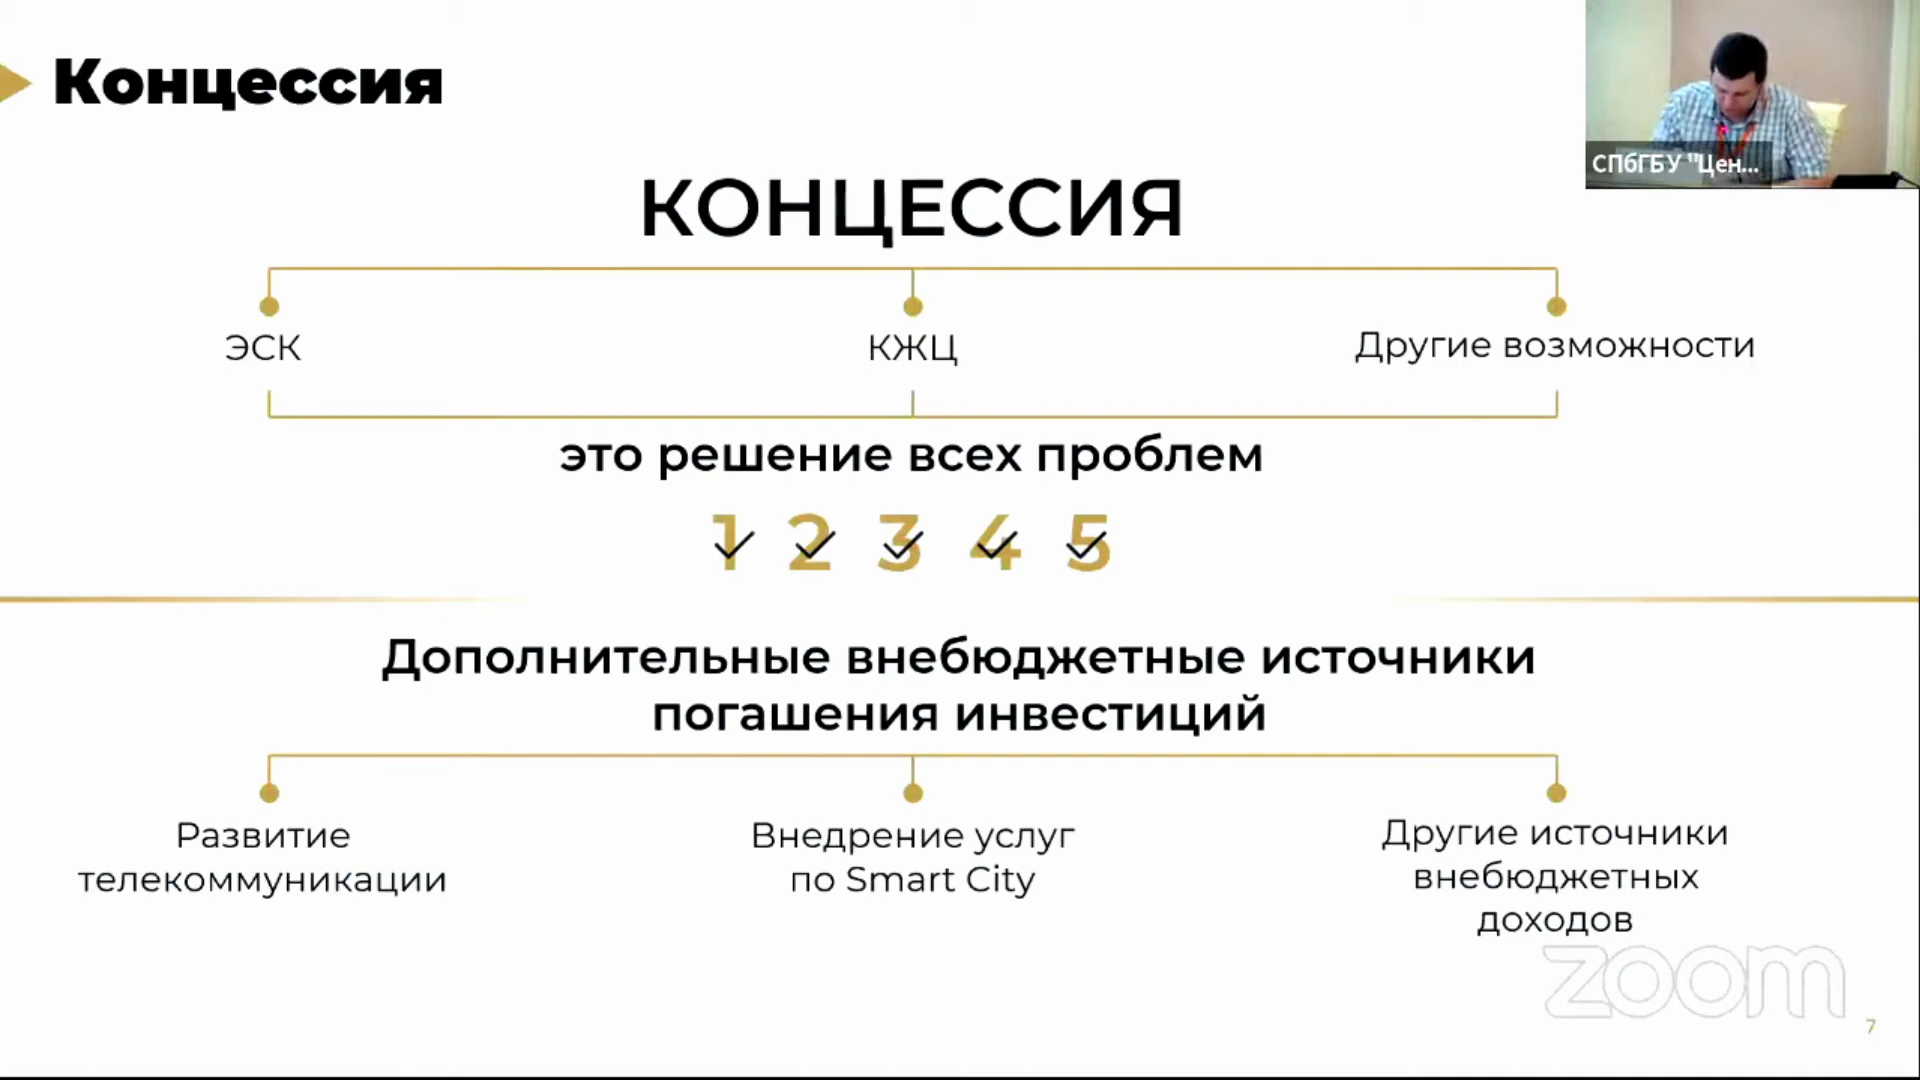 Концессия
СПбГБУ "Цен...
КОНЦЕССИЯ
ЭСК
КЖЦ
Другие возможности
это решение всех проблем
1 2 3 4 5
Дополнительные внебюджетные источники
погашения инвестиций
Развитие
телекоммуникации
Внедрение услуг
по Smart City
Другие источники
внебюджетных
доходов
zoom
7